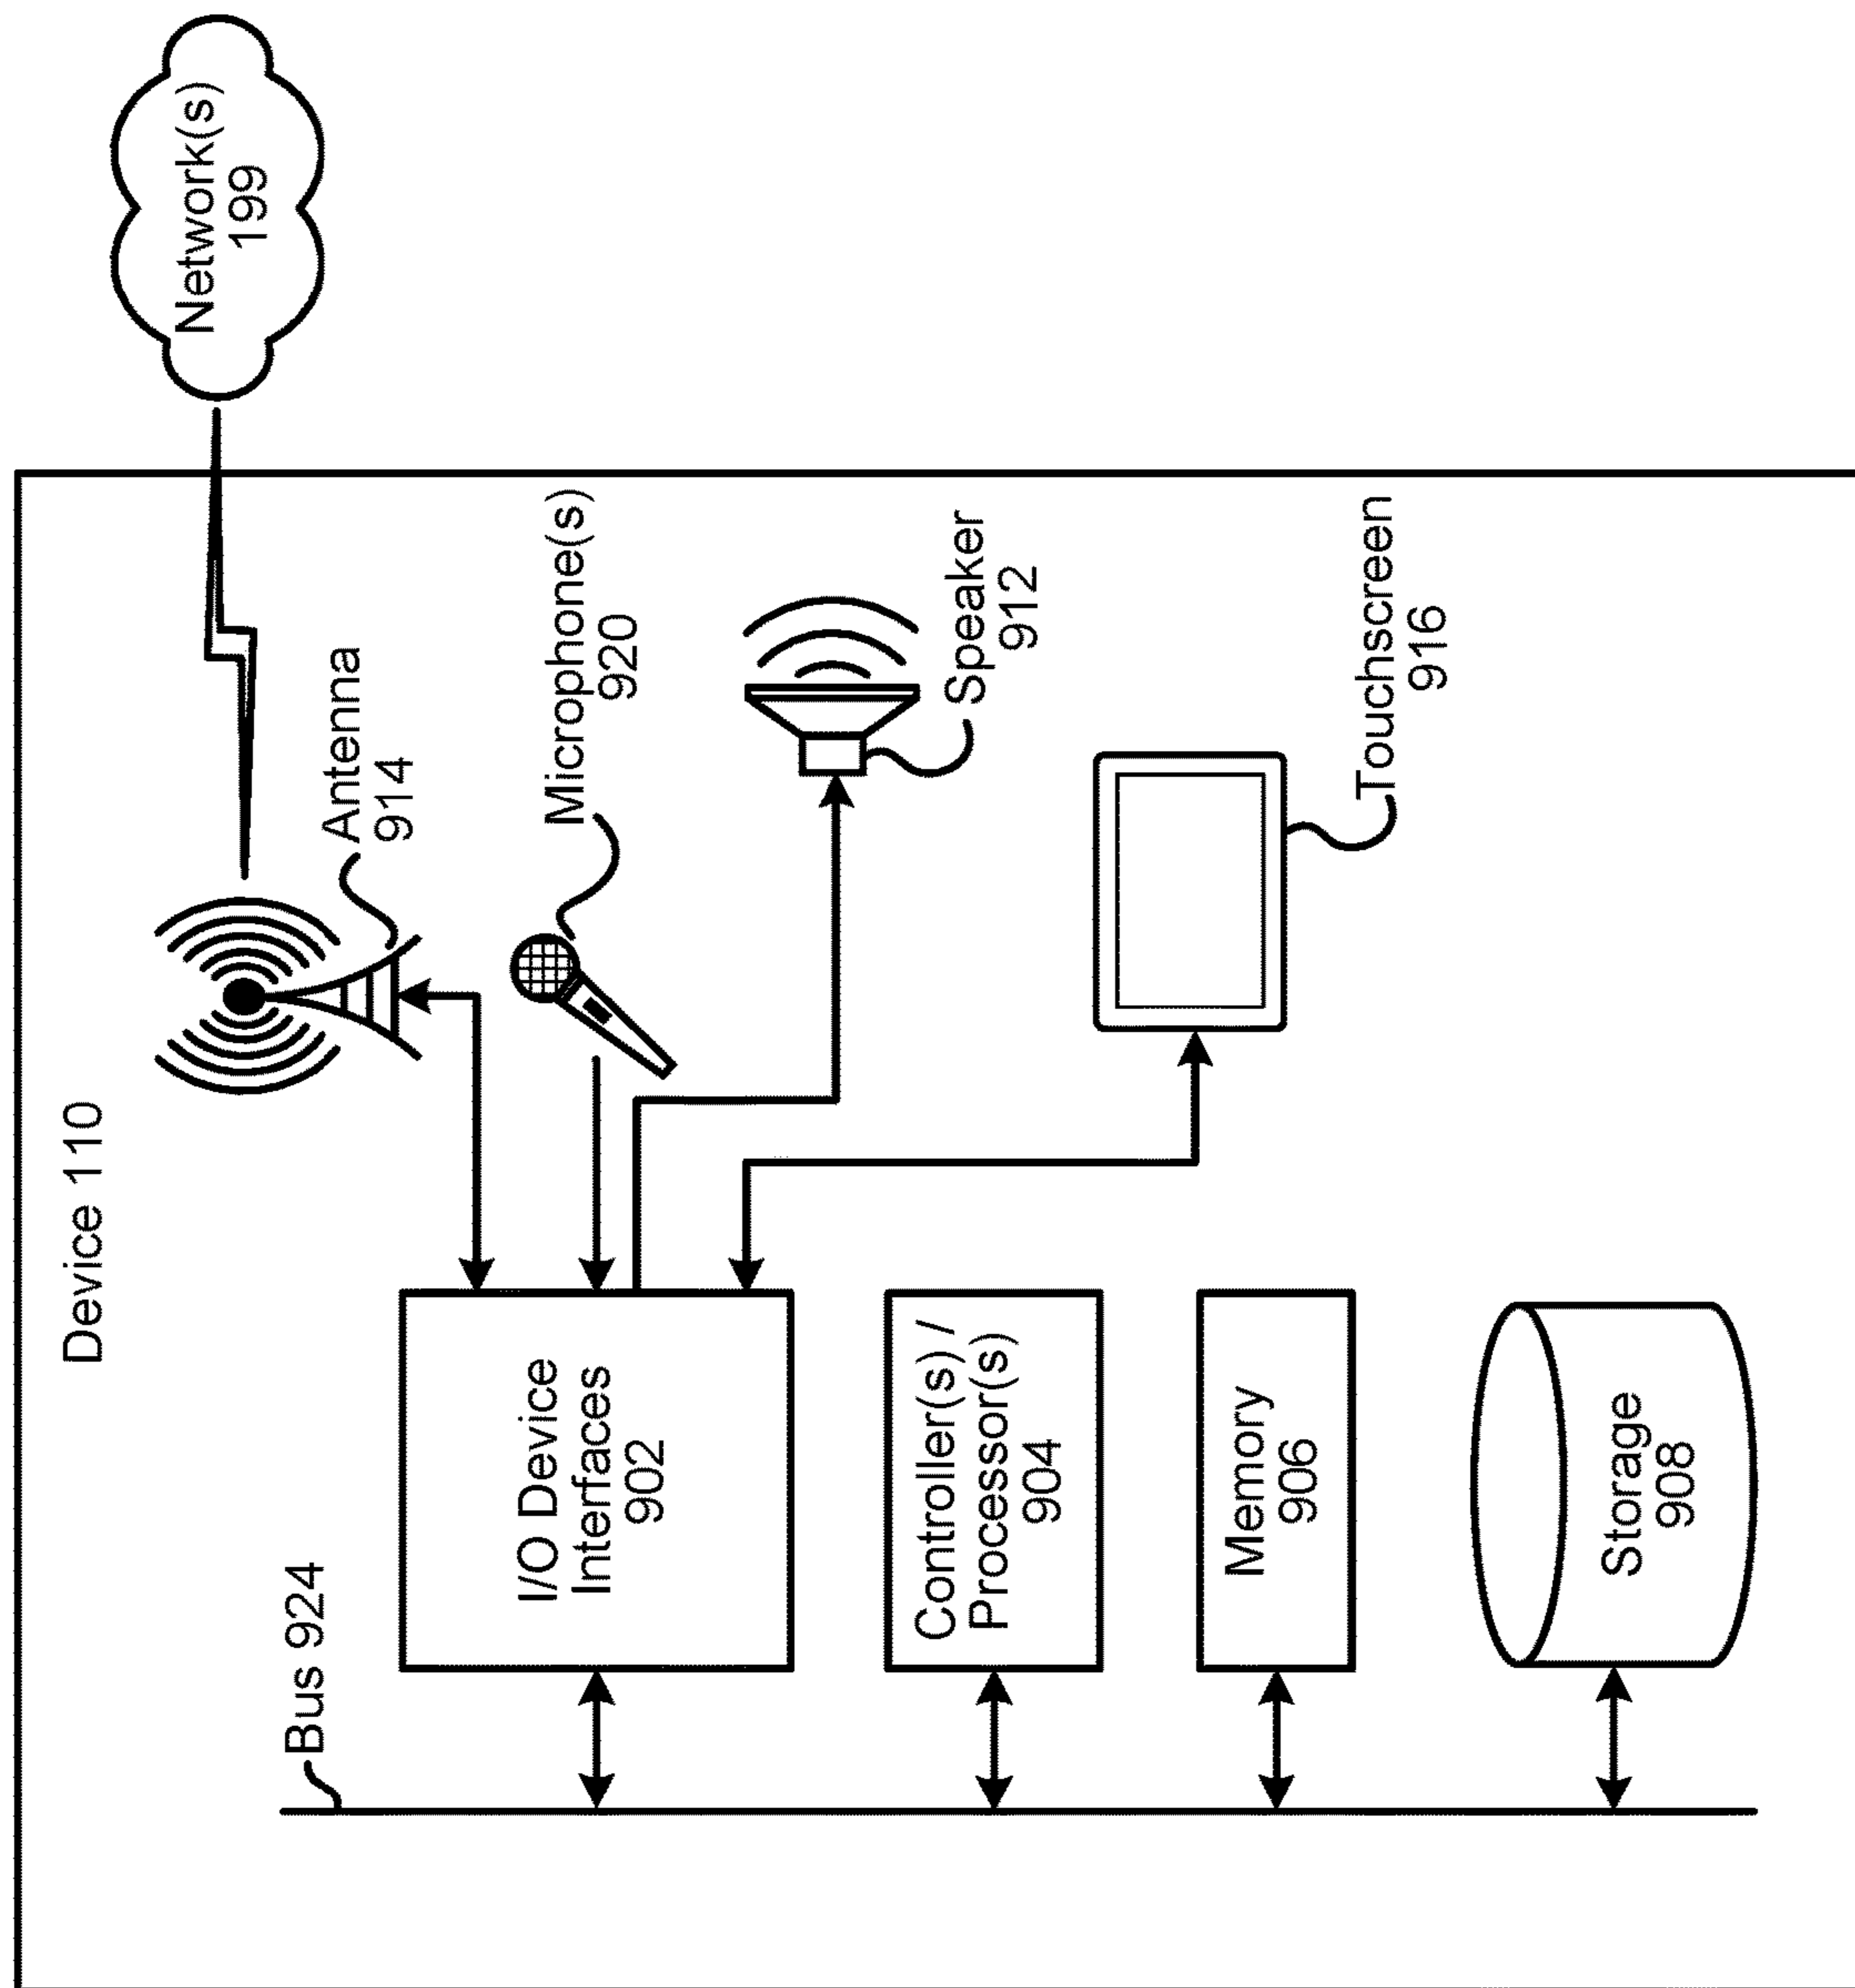 Device 110
Bus 924
I/O Device
Interfaces
902
Controller(s) /
Processor(s)
904
Memory
906
Storage
908
Antenna
914
Microphone(s)
920
Speaker
912
Touchscreen
916
Network(s)
199